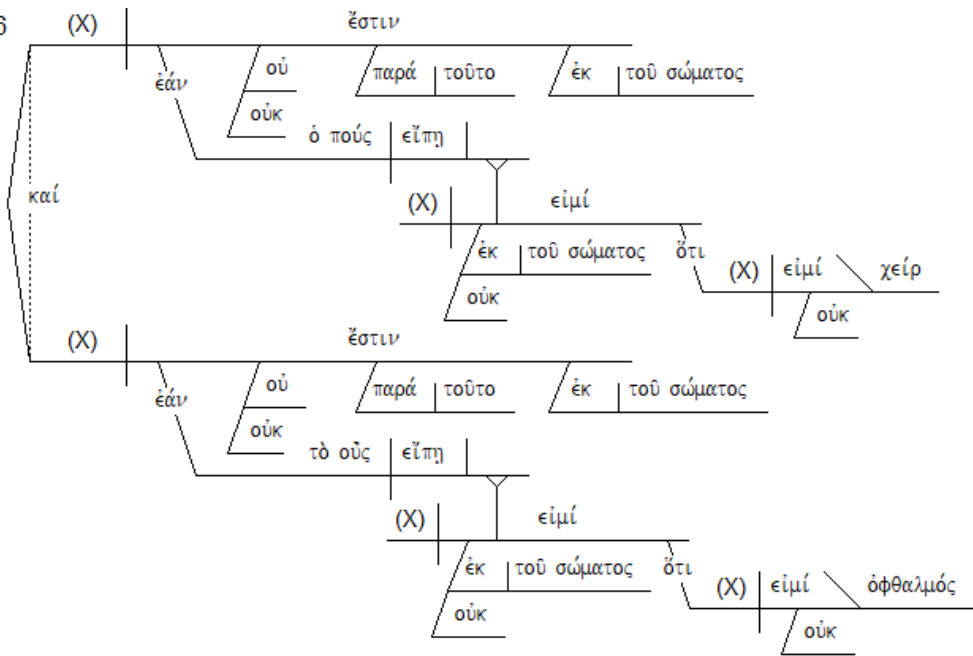 6
(X) ἔστιν
ἐάν οὐ παρά τοῦτο ἐκ τοῦ σώματος
οὐκ
ὁ πούς εἴπῃ
(X) εἰμί
καί
ἐκ τοῦ σώματος ὅτι
(X) εἰμί χείρ
οὐκ
οὐκ
(X) ἔστιν
ἐάν οὐ παρά τοῦτο ἐκ τοῦ σώματος
οὐκ
τὸ οὖς εἴπῃ
(X) εἰμί
ἐκ τοῦ σώματος ὅτι
(X) εἰμί ὀφθαλμός
οὐκ
οὐκ